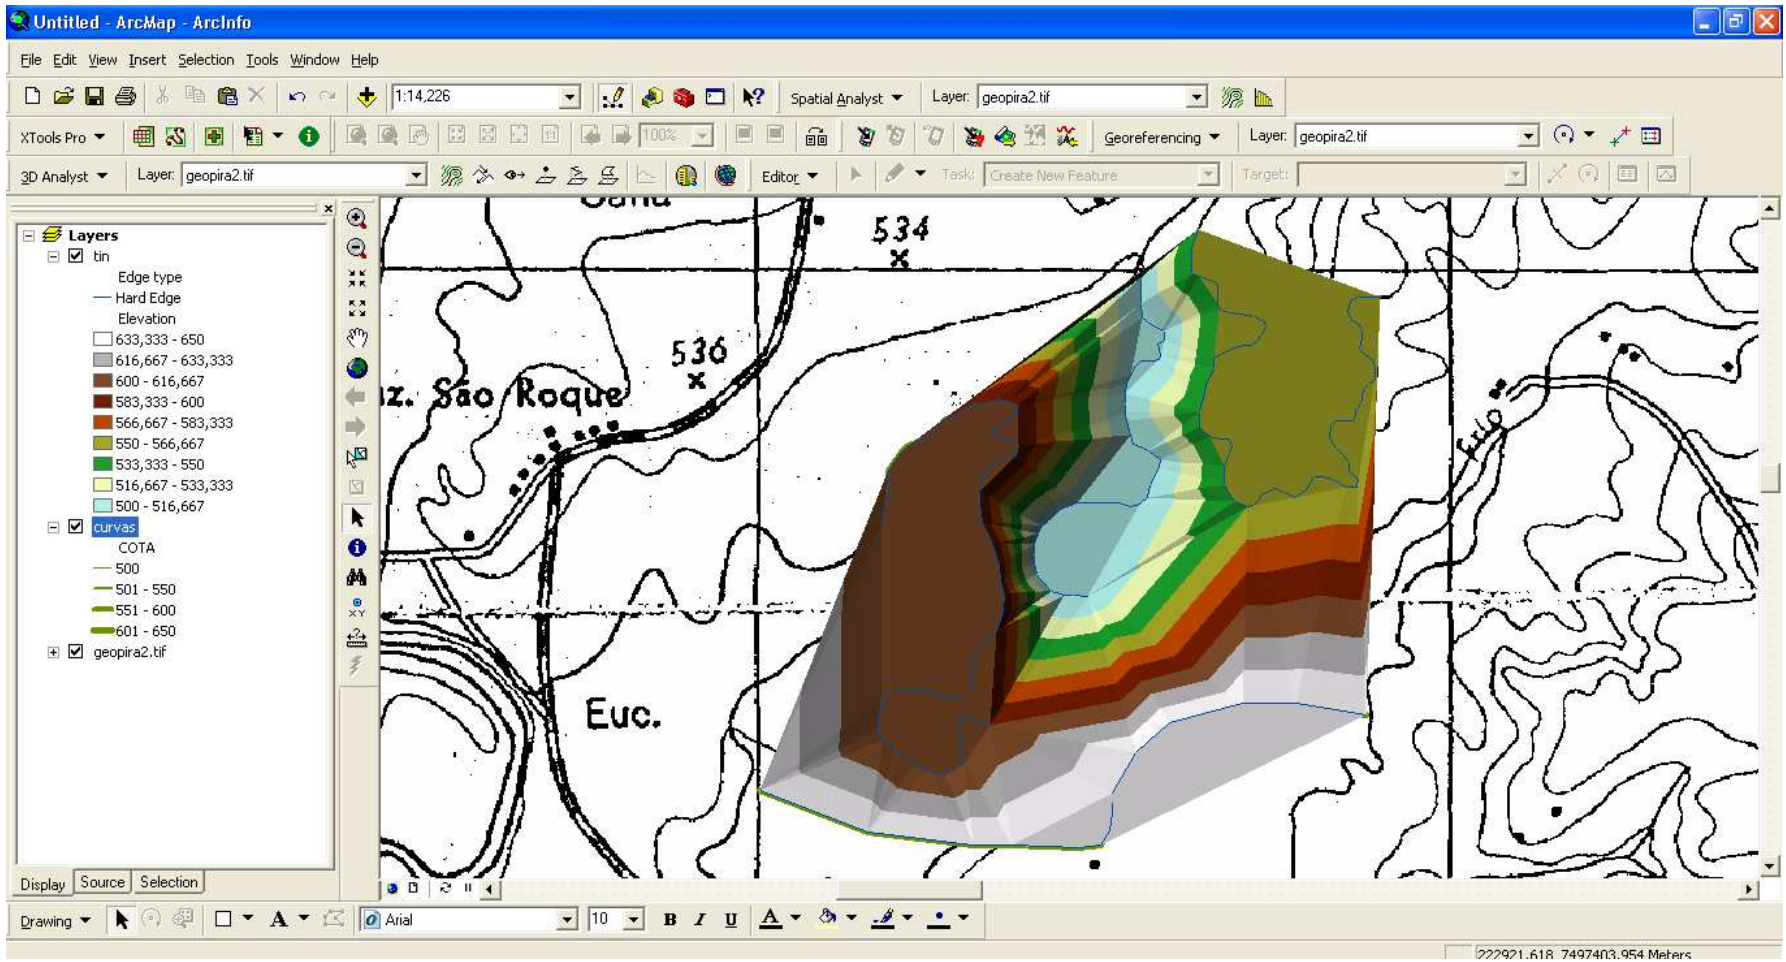 Untitled - ArcMap - ArcInfo
File Edit View Insert Selection Tools Window Help
1:14,226 Spatial Analyst Layer: geopira2.tif
XTools Pro 100% Georeferencing Layer: geopira2.tif
3D Analyst Layer: geopira2.tif Editor Task: Create New Feature Target:
Layers
tin
Edge type
Hard Edge
Elevation
633,333 - 650
616,667 - 633,333
600 - 616,667
583,333 - 600
566,667 - 583,333
550 - 566,667
533,333 - 550
516,667 - 533,333
500 - 516,667
curvas
COTA
500
501 - 550
551 - 600
601 - 650
geopira2.tif
534
536
az. São Roque
Frio
Euc.
Display Source Selection
Drawing A Arial 10 B I U A
222921,618 7497403,954 Meters